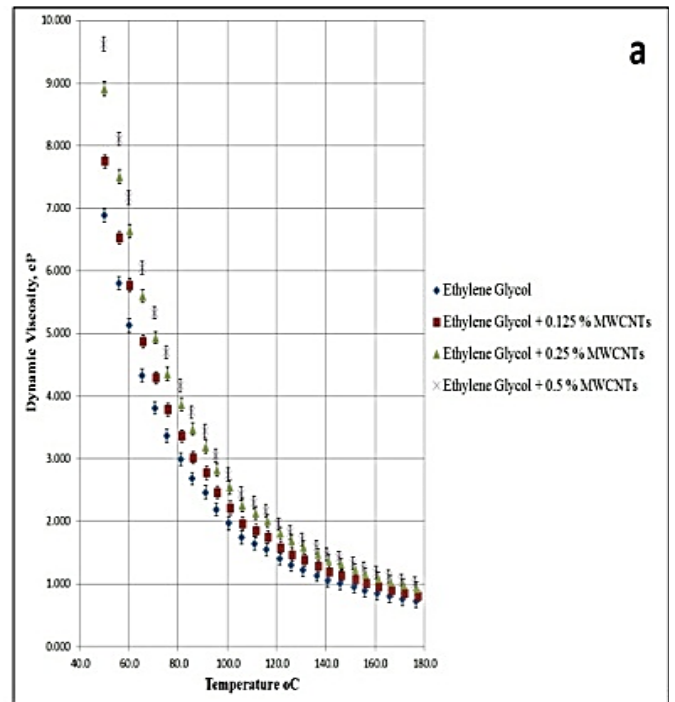 a
10.000
9.000
8.000
7.000
6.000
5.000
4.000
3.000
2.000
1.000
0.000
Dynamic Viscosity, cP
40.0 60.0 80.0 100.0 120.0 140.0 160.0 180.0
Temperature oC
Ethylene Glycol
Ethylene Glycol + 0.125 % MWCNTs
Ethylene Glycol + 0.25 % MWCNTs
Ethylene Glycol + 0.5 % MWCNTs